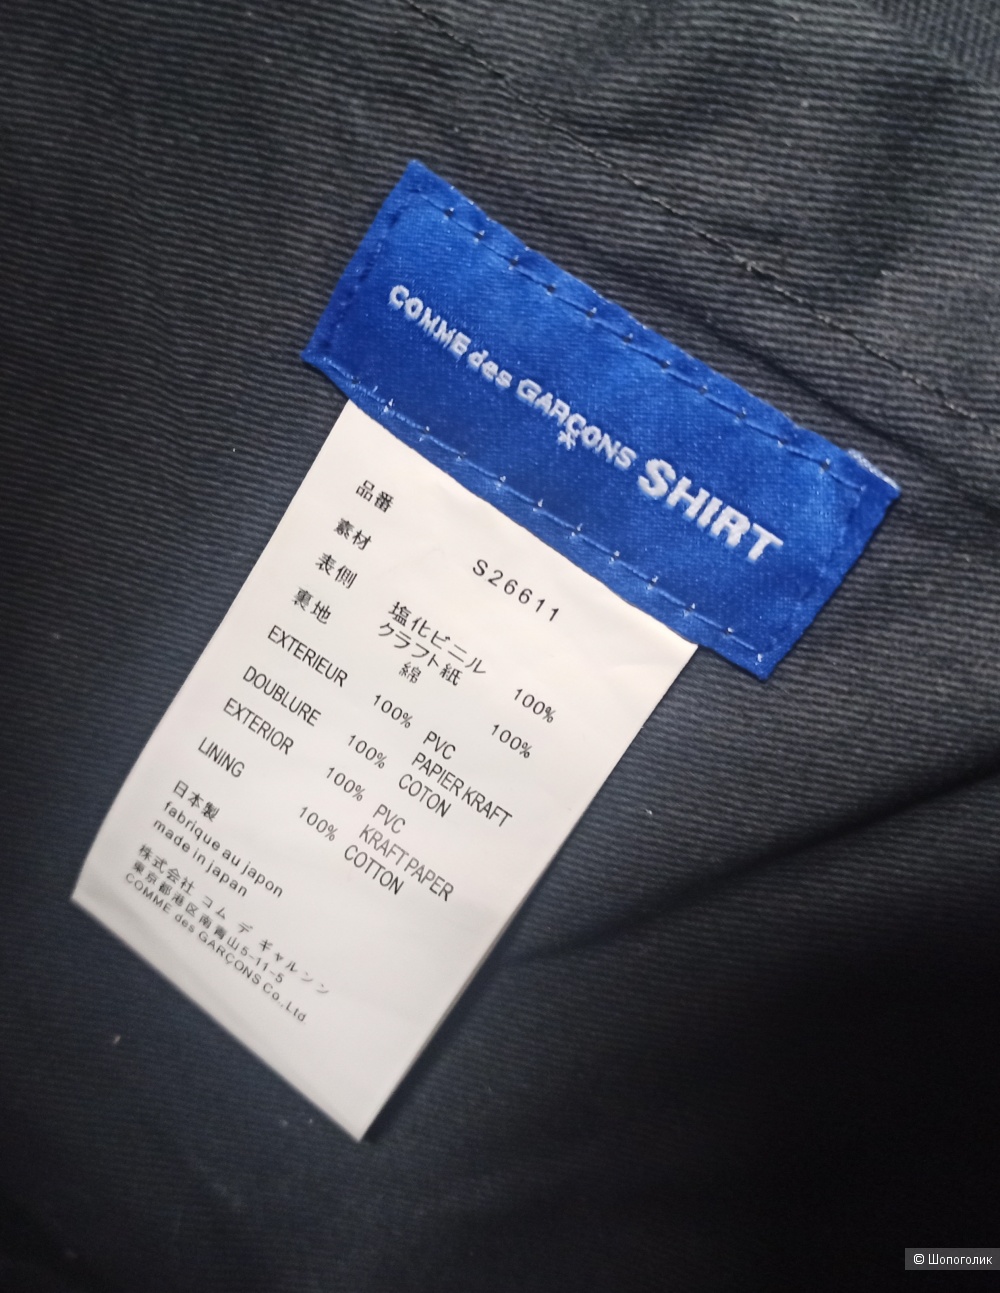 COMME des GARÇONS SHIRT
品番 S26611
素材
表側 塩化ビニル 100%
クラフト紙
裏地 綿 100%
EXTERIEUR 100% PVC
PAPIER KRAFT
DOUBLURE 100% COTON
EXTERIOR 100% PVC
KRAFT PAPER
LINING 100% COTTON
日本製
fabriqué au japon
made in japan
株式会社 コム デ ギャルソン
東京都港区南青山5-11-5
COMME des GARÇONS Co.,Ltd
© Шопоголик